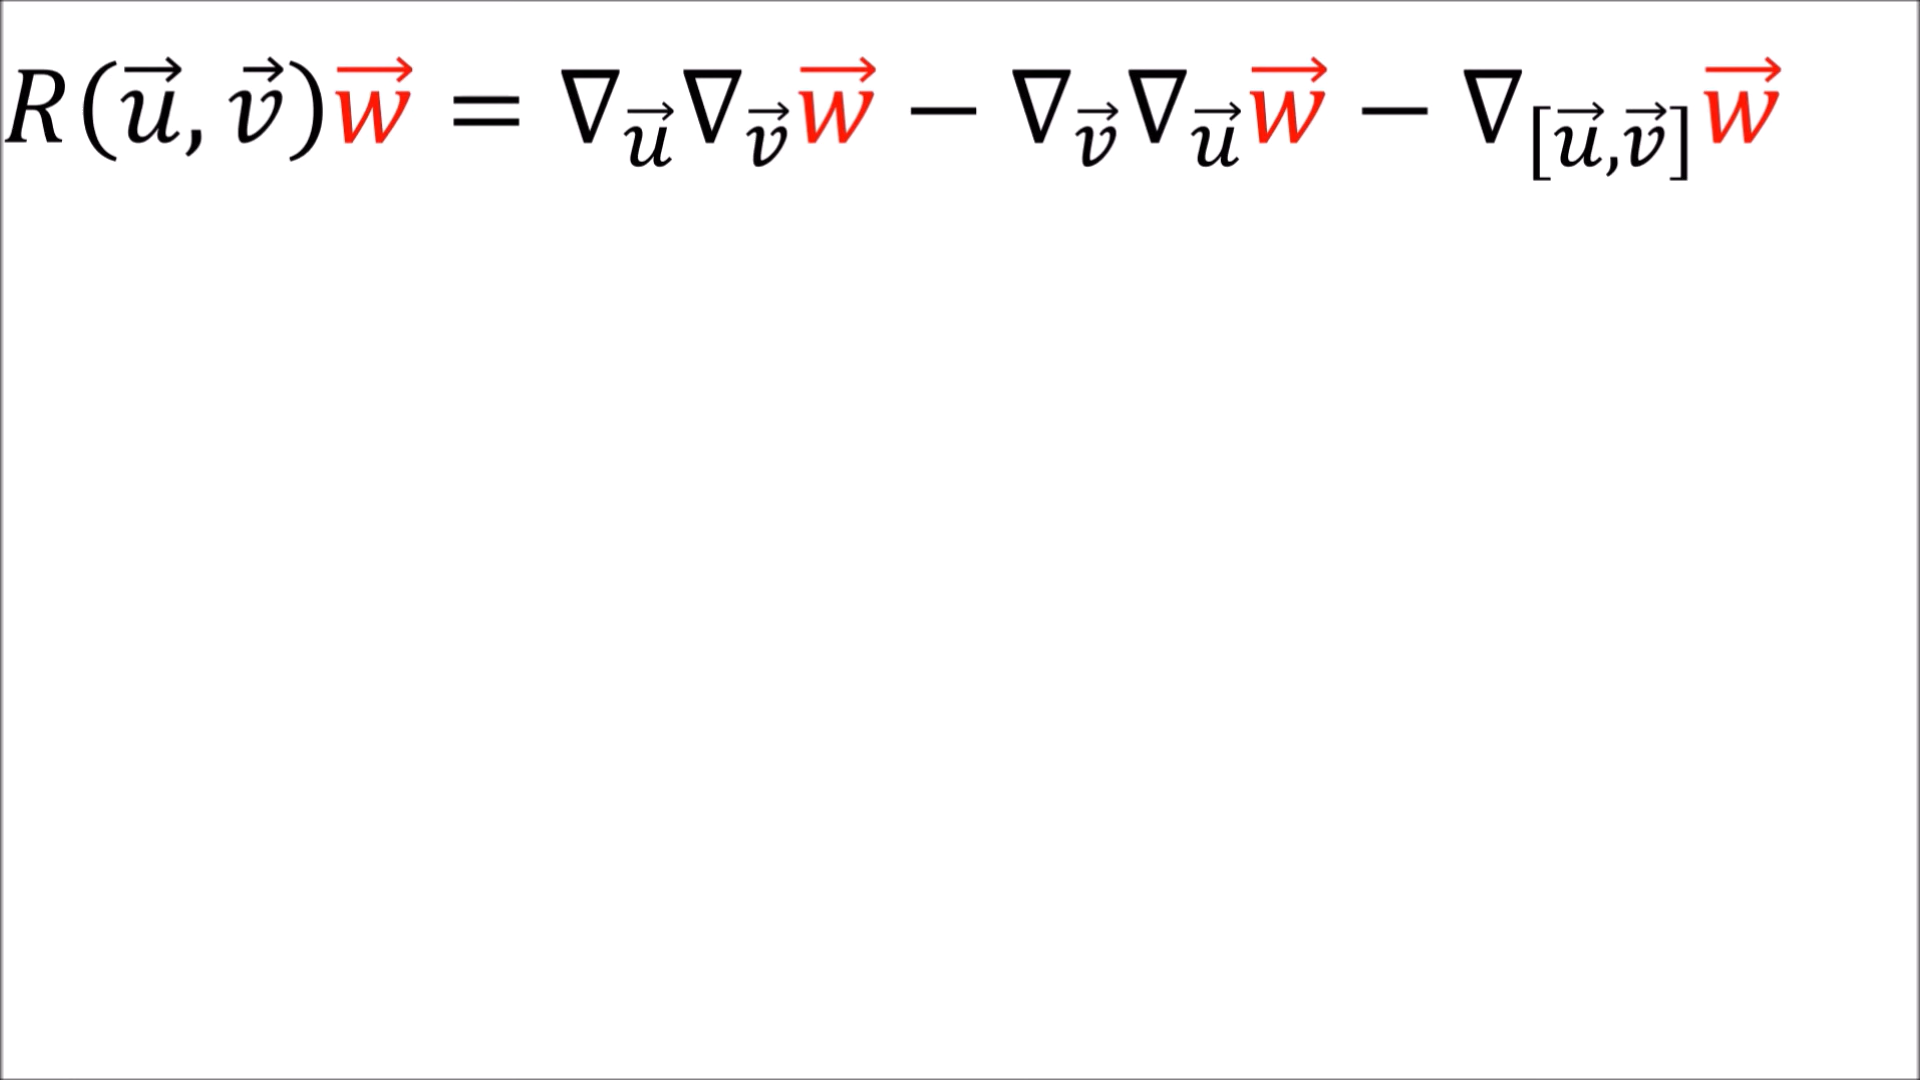 R(u⃗, v⃗)w⃗ = ∇_u⃗ ∇_v⃗ w⃗ − ∇_v⃗ ∇_u⃗ w⃗ − ∇_[u⃗,v⃗] w⃗